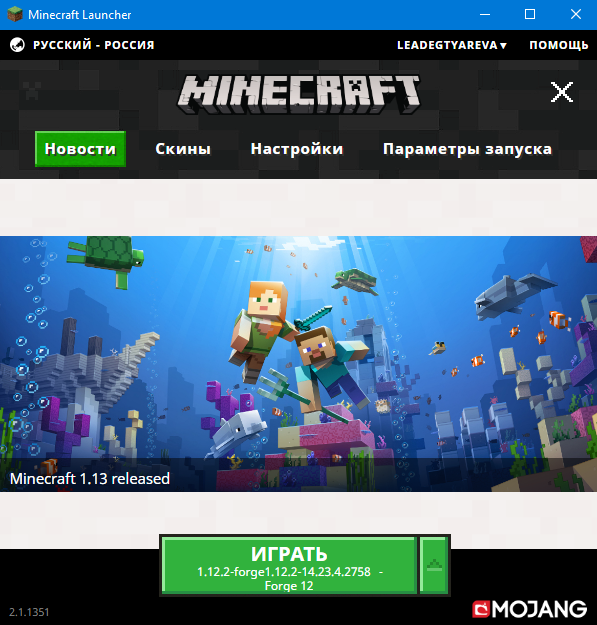 Minecraft Launcher
РУССКИЙ - РОССИЯ
LEADEGTYAREVA
ПОМОЩЬ
MINECRAFT
Новости
Скины
Настройки
Параметры запуска
Minecraft 1.13 released
ИГРАТЬ
1.12.2-forge1.12.2-14.23.4.2758 -
Forge 12
2.1.1351
MOJANG